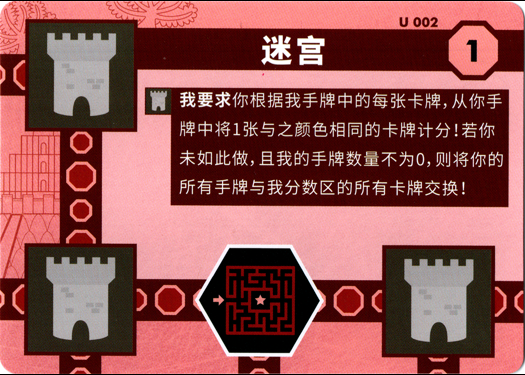 U 002
迷宫
1
我要求你根据我手牌中的每张卡牌，从你手
牌中将1张与之颜色相同的卡牌计分！若你
未如此做，且我的手牌数量不为0，则将你的
所有手牌与我分数区的所有卡牌交换！